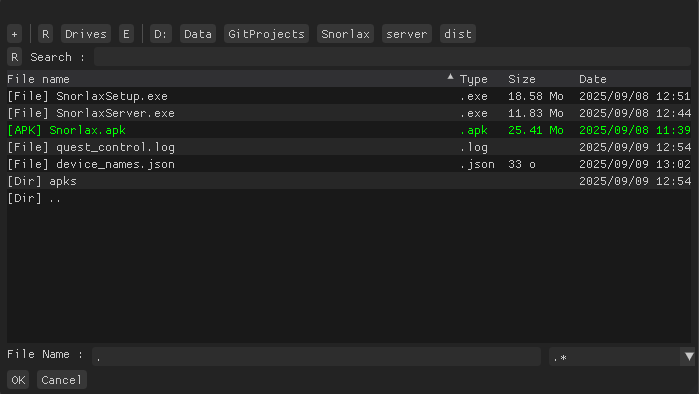 + R Drives E D: Data GitProjects Snorlax server dist
R Search :
File name Type Size Date
[File] SnorlaxSetup.exe .exe 18.58 Mo 2025/09/08 12:51
[File] SnorlaxServer.exe .exe 11.83 Mo 2025/09/08 12:44
[APK] Snorlax.apk .apk 25.41 Mo 2025/09/08 11:39
[File] quest_control.log .log 2025/09/09 12:54
[File] device_names.json .json 33 o 2025/09/09 13:02
[Dir] apks 2025/09/09 12:54
[Dir] ..
File Name : . .*
OK Cancel